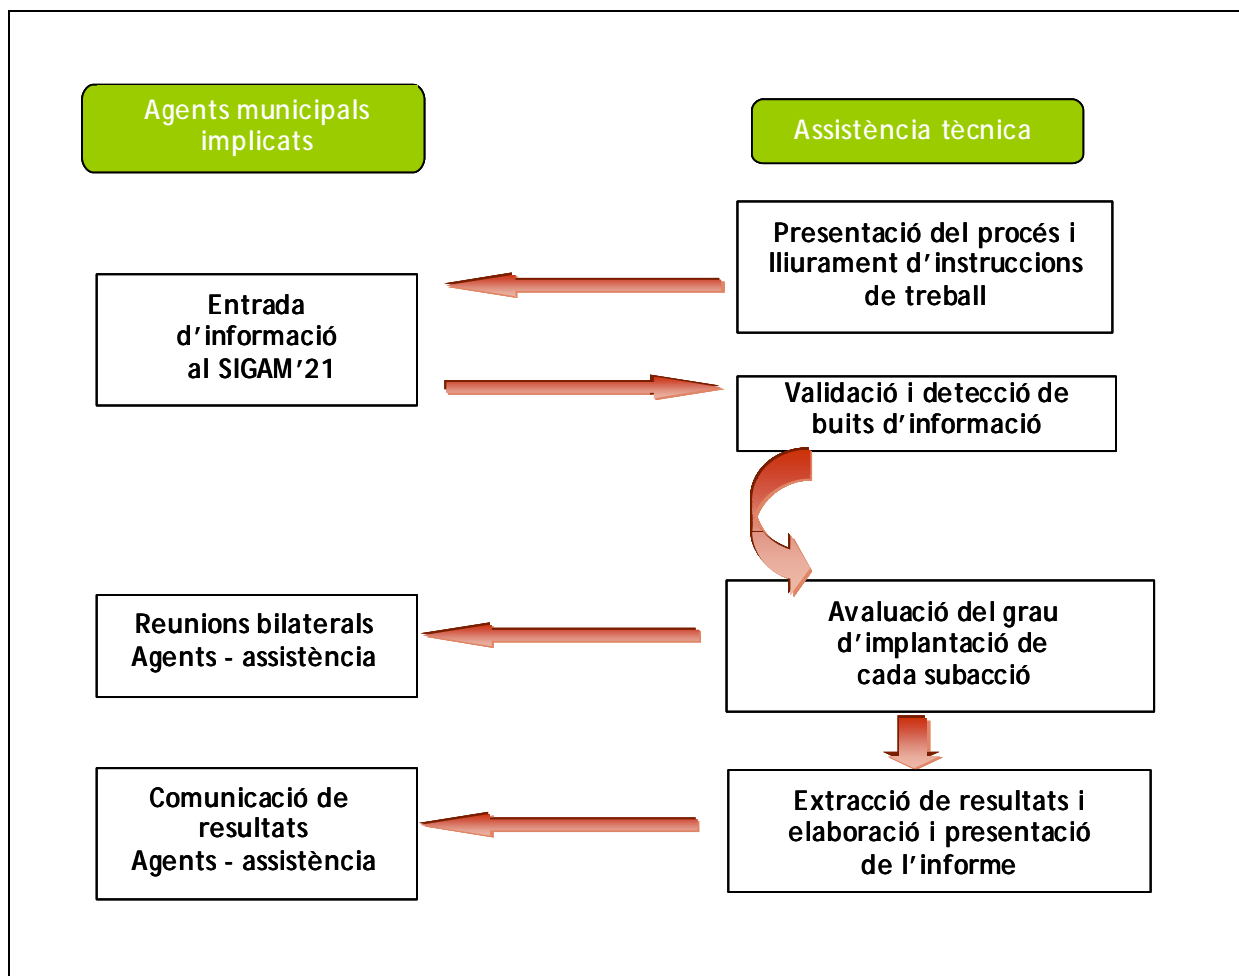 Agents municipals
implicats
Assistència tècnica
Presentació del procés i
lliurament d'instruccions
de treball
Entrada
d'informació
al SIGAM'21
Validació i detecció de
buits d'informació
Reunions bilaterals
Agents - assistència
Avaluació del grau
d'implantació de
cada subacció
Comunicació de
resultats
Agents - assistència
Extracció de resultats i
elaboració i presentació
de l'informe